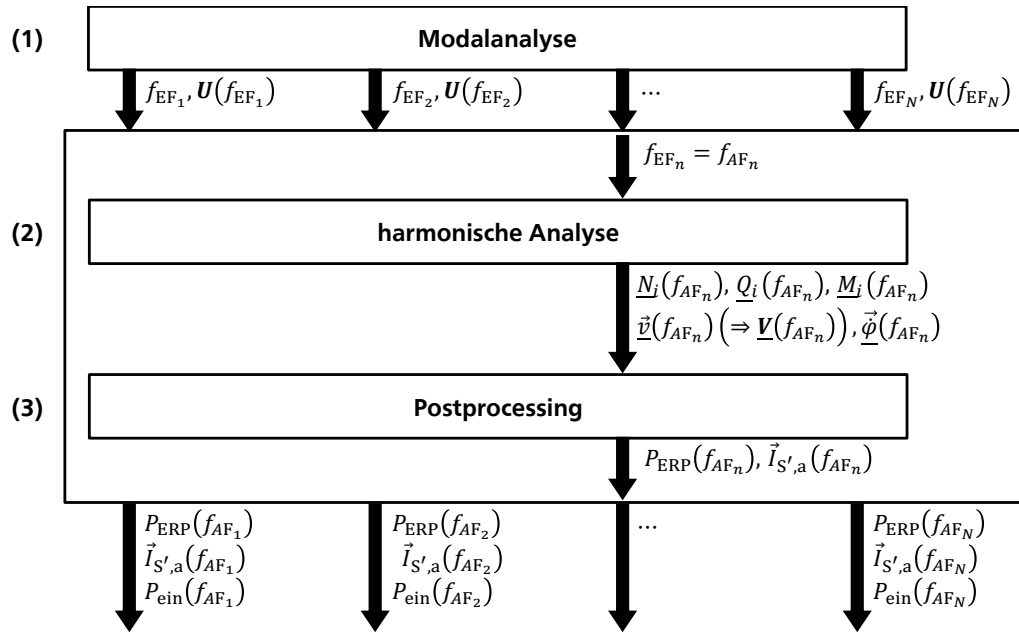 (1) Modalanalyse
f_EF₁, U(f_EF₁) f_EF₂, U(f_EF₂) ... f_EF_N, U(f_EF_N)
f_EF_n = f_AF_n
(2) harmonische Analyse
N_i(f_AF_n), Q_i(f_AF_n), M_i(f_AF_n)
v⃗(f_AF_n) (⇒ V(f_AF_n)), φ̇⃗(f_AF_n)
(3) Postprocessing
P_ERP(f_AF_n), I⃗_S′,a(f_AF_n)
P_ERP(f_AF₁) P_ERP(f_AF₂) ... P_ERP(f_AF_N)
I⃗_S′,a(f_AF₁) I⃗_S′,a(f_AF₂) I⃗_S′,a(f_AF_N)
P_ein(f_AF₁) P_ein(f_AF₂) P_ein(f_AF_N)